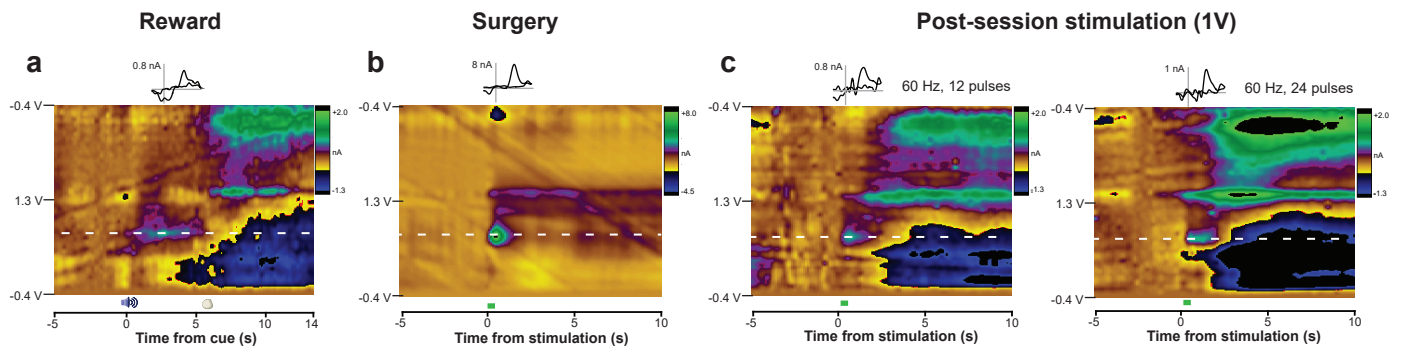 Reward
Surgery
Post-session stimulation (1V)
a
0.8 nA
-0.4 V
1.3 V
-0.4 V
+2.0
nA
-1.3
-5
0
5
10
14
Time from cue (s)
b
8 nA
-0.4 V
1.3 V
-0.4 V
+8.0
nA
-4.5
-5
0
5
10
Time from stimulation (s)
c
0.8 nA
60 Hz, 12 pulses
-0.4 V
1.3 V
-0.4 V
+2.0
nA
-1.3
-5
0
5
10
Time from stimulation (s)
1 nA
60 Hz, 24 pulses
-0.4 V
1.3 V
-0.4 V
+2.0
nA
-1.3
-5
0
5
10
Time from stimulation (s)